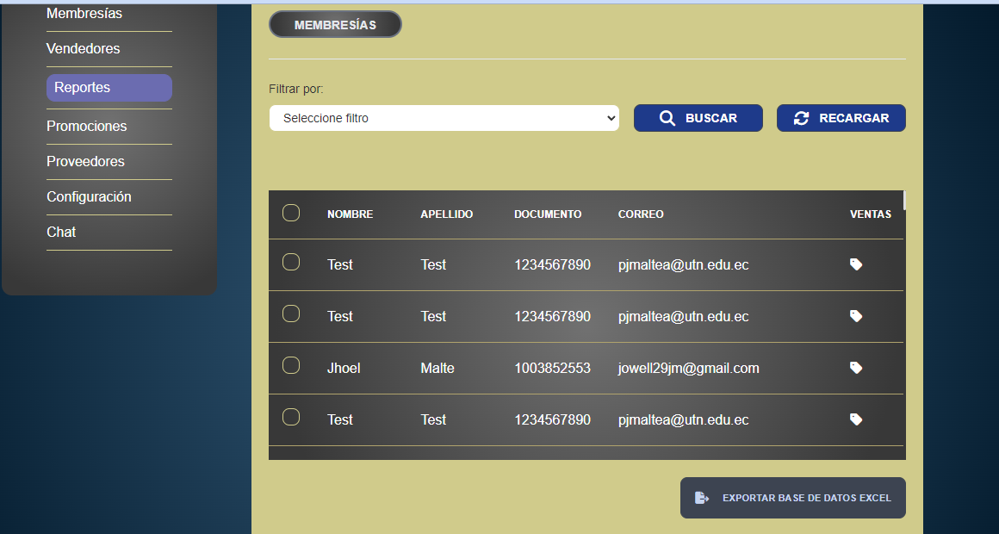 Membresías
Vendedores
Reportes
Promociones
Proveedores
Configuración
Chat
MEMBRESÍAS
Filtrar por:
Seleccione filtro
BUSCAR
RECARGAR
NOMBRE APELLIDO DOCUMENTO CORREO VENTAS
Test Test 1234567890 pjmaltea@utn.edu.ec
Test Test 1234567890 pjmaltea@utn.edu.ec
Jhoel Malte 1003852553 jowell29jm@gmail.com
Test Test 1234567890 pjmaltea@utn.edu.ec
EXPORTAR BASE DE DATOS EXCEL